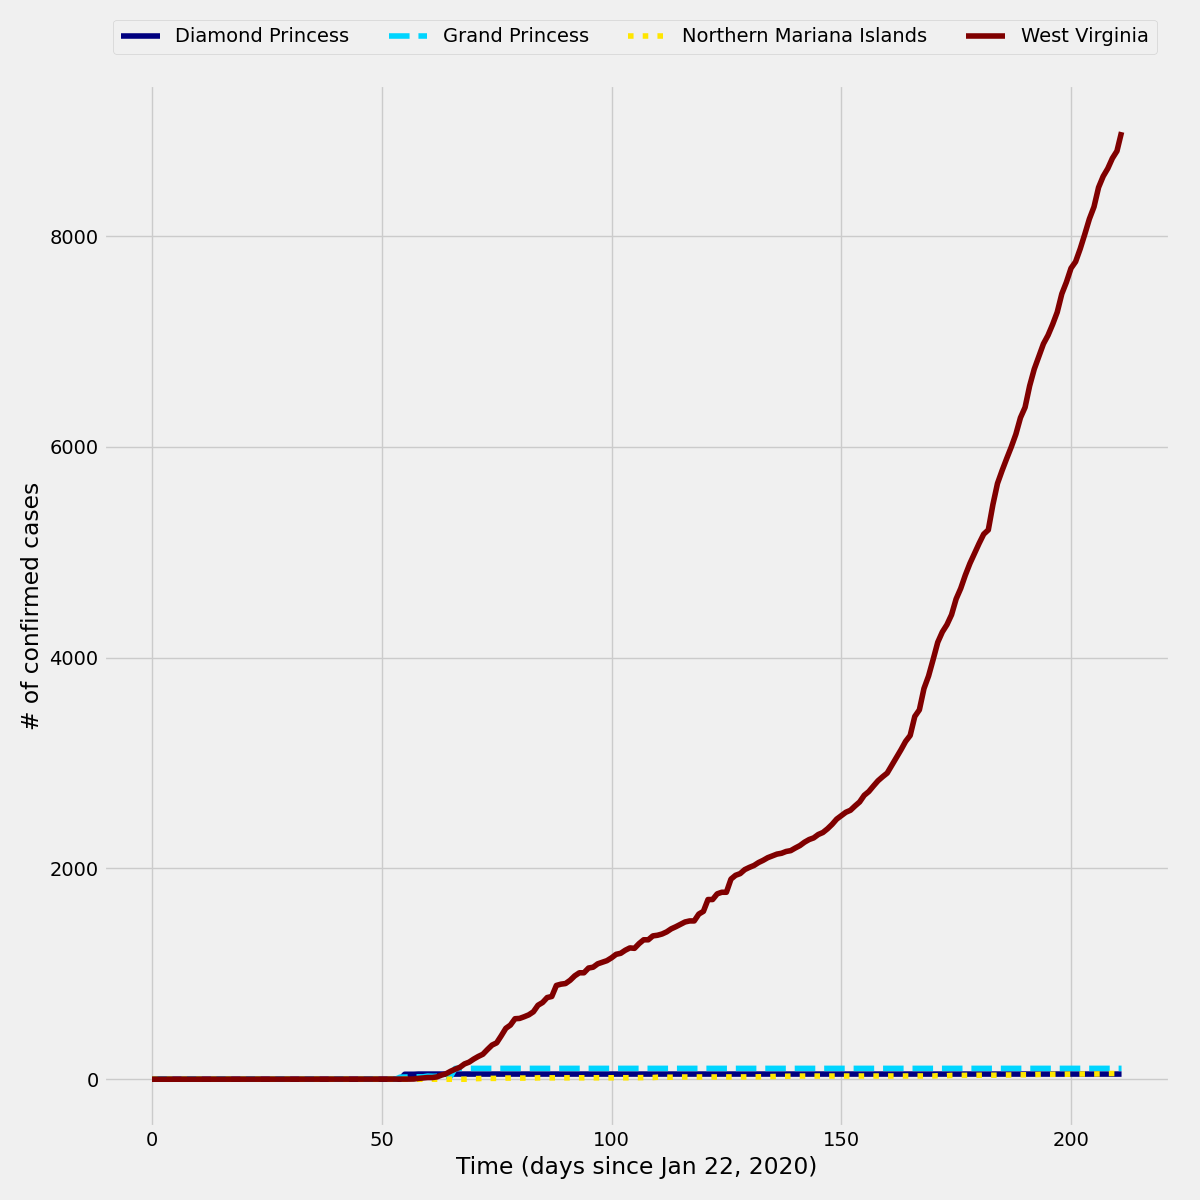 Diamond Princess Grand Princess Northern Mariana Islands West Virginia
8000
6000
4000
2000
0
# of confirmed cases
0 50 100 150 200
Time (days since Jan 22, 2020)